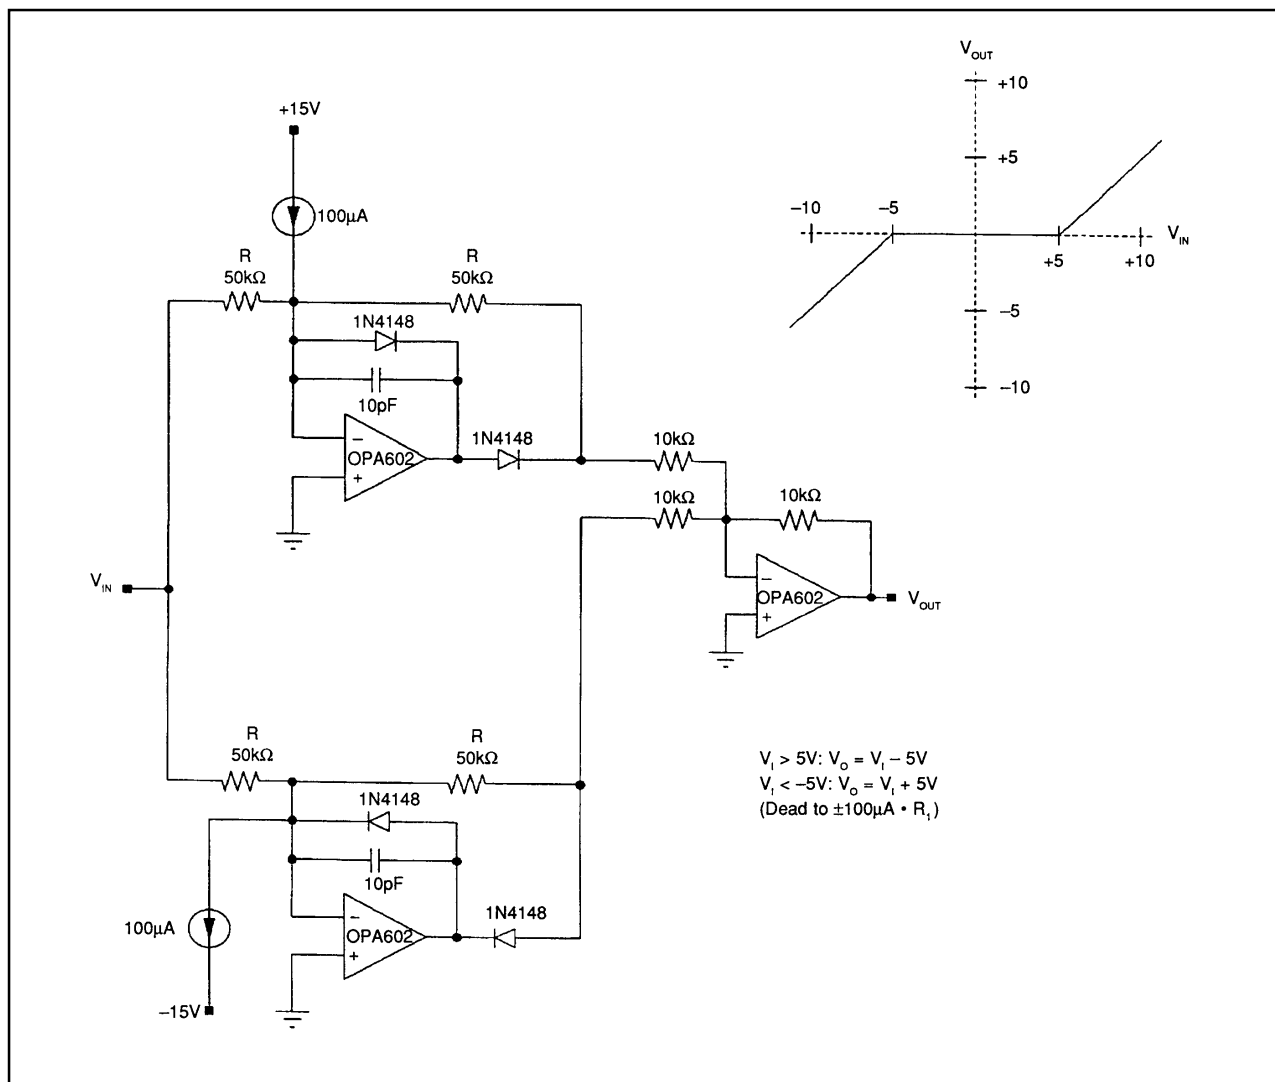 V_OUT
+10
+5
-10
-5
V_IN
+5
+10
−5
−10
+15V
100µA
R
50kΩ
R
50kΩ
1N4148
10pF
−
OPA602
+
1N4148
10kΩ
10kΩ
10kΩ
V_IN
−
OPA602
+
V_OUT
R
50kΩ
R
50kΩ
1N4148
10pF
100µA
−
OPA602
+
1N4148
−15V
V_I > 5V: V_O = V_I − 5V
V_I < −5V: V_O = V_I + 5V
(Dead to ±100µA • R_1)